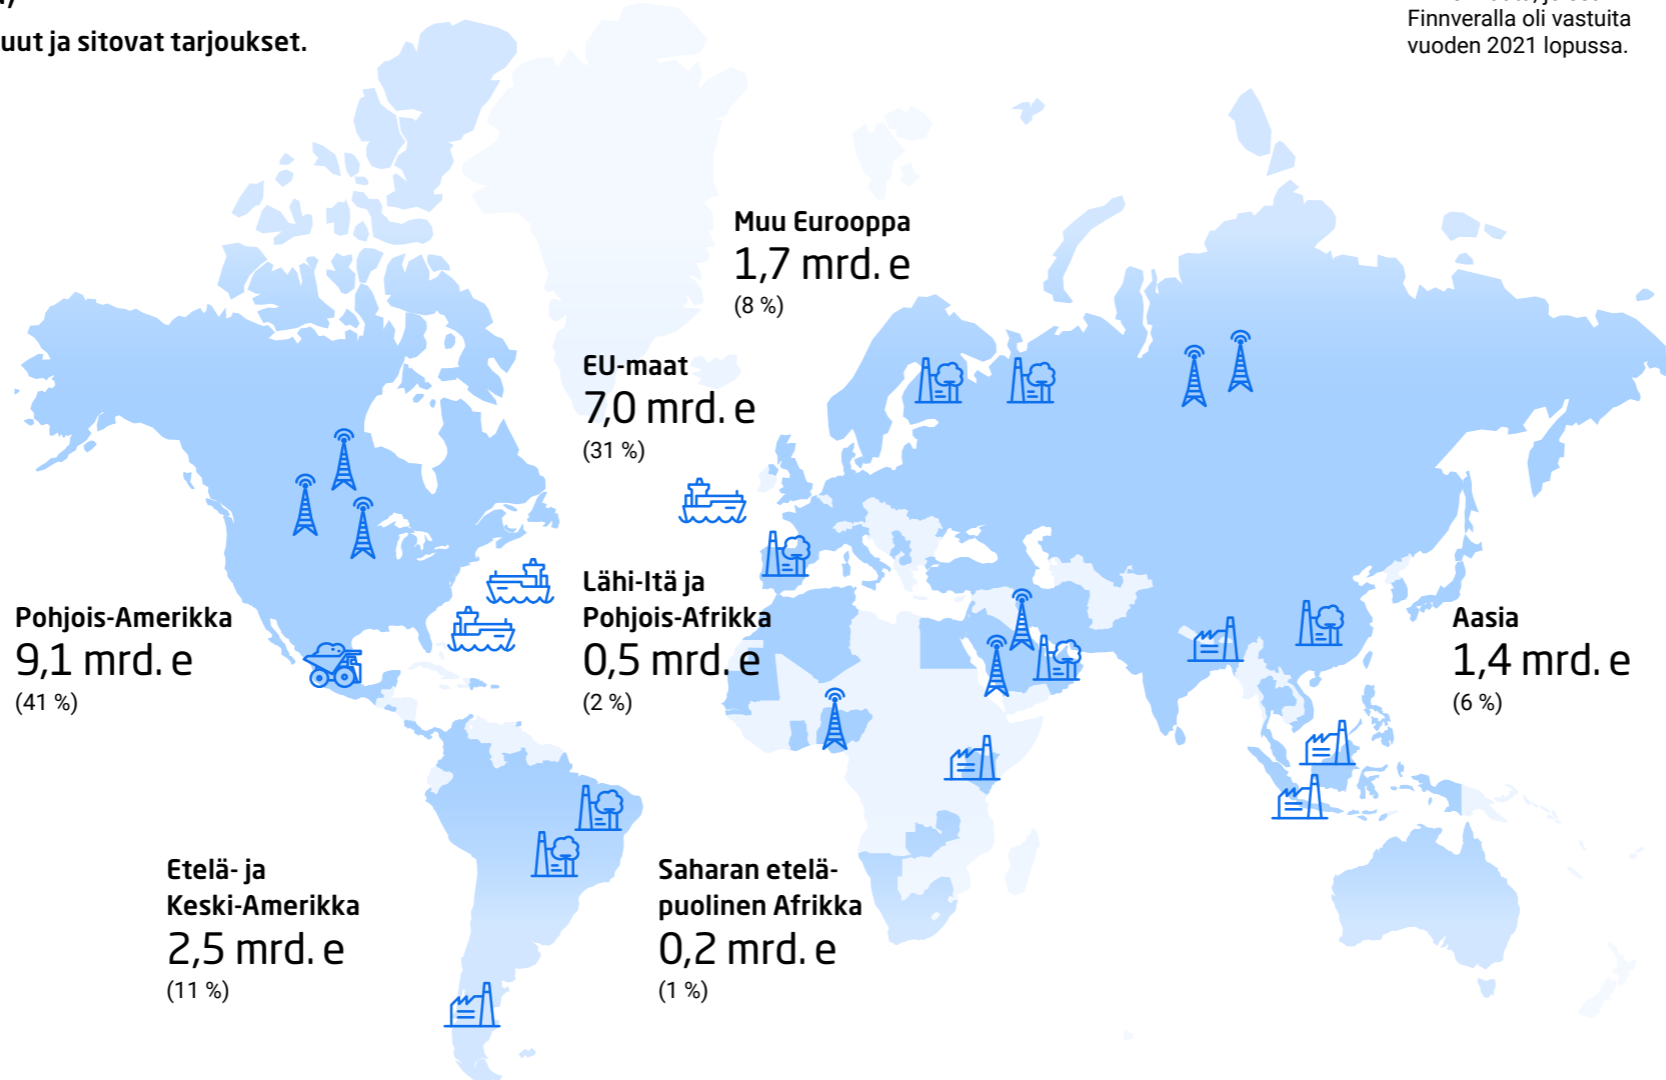 uut ja sitovat tarjoukset.
Finnveralla oli vastuita
vuoden 2021 lopussa.
Muu Eurooppa
1,7 mrd. e
(8 %)
EU-maat
7,0 mrd. e
(31 %)
Lähi-Itä ja
Pohjois-Afrikka
0,5 mrd. e
(2 %)
Pohjois-Amerikka
9,1 mrd. e
(41 %)
Aasia
1,4 mrd. e
(6 %)
Etelä- ja
Keski-Amerikka
2,5 mrd. e
(11 %)
Saharan etelä-
puolinen Afrikka
0,2 mrd. e
(1 %)